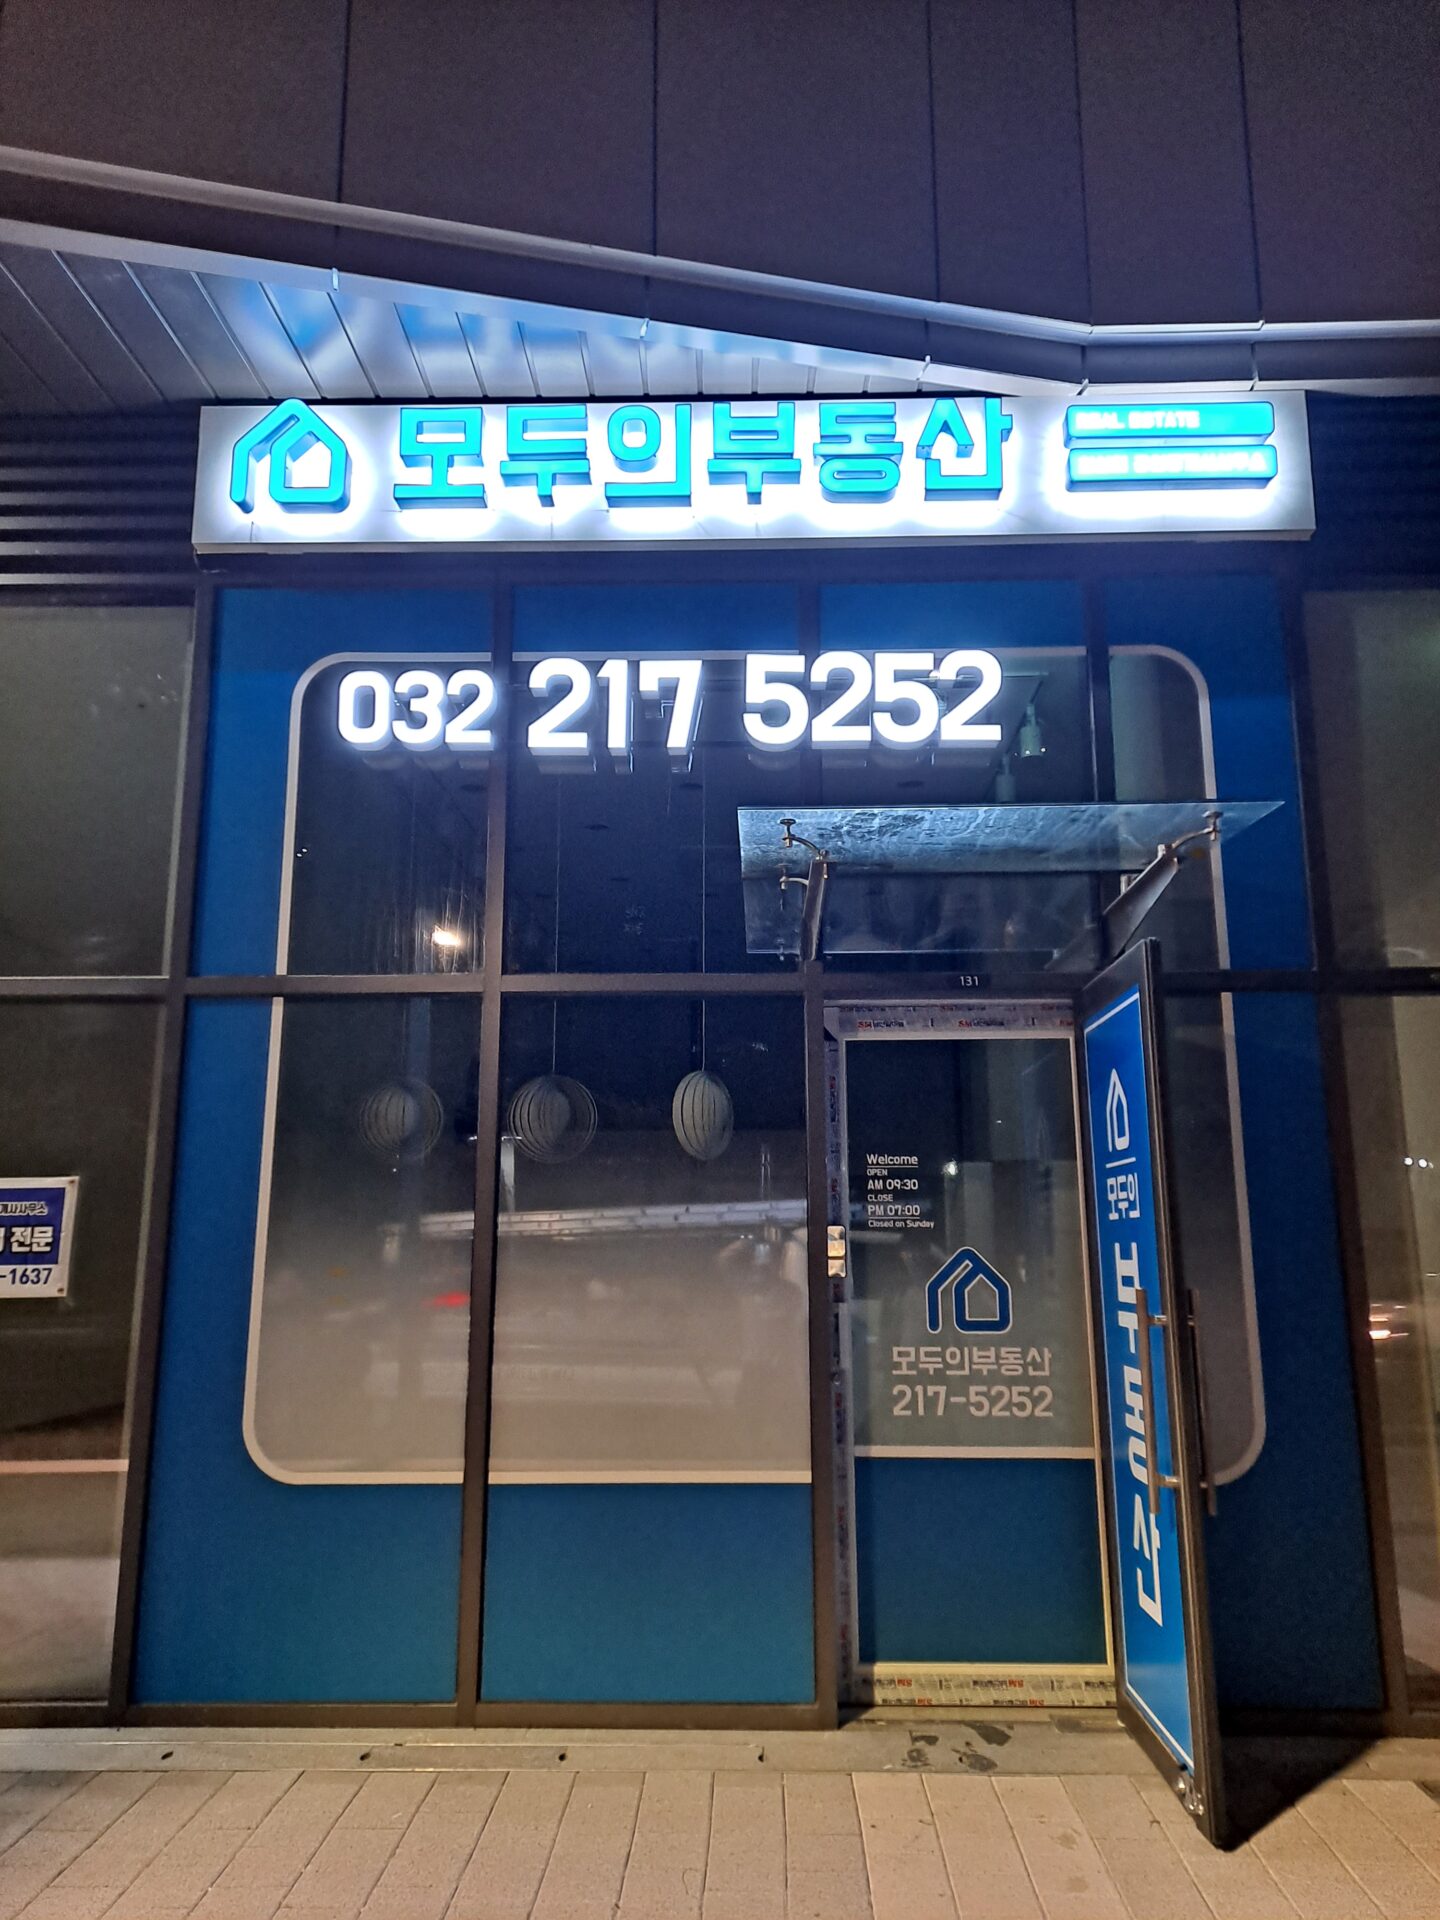 모두의부동산
REAL ESTATE
032 217 5252
131
Welcome
OPEN
AM 09:30
CLOSE
PM 07:00
Closed on Sunday
모두의부동산
217-5252
모두의 부동산
전문
-1637